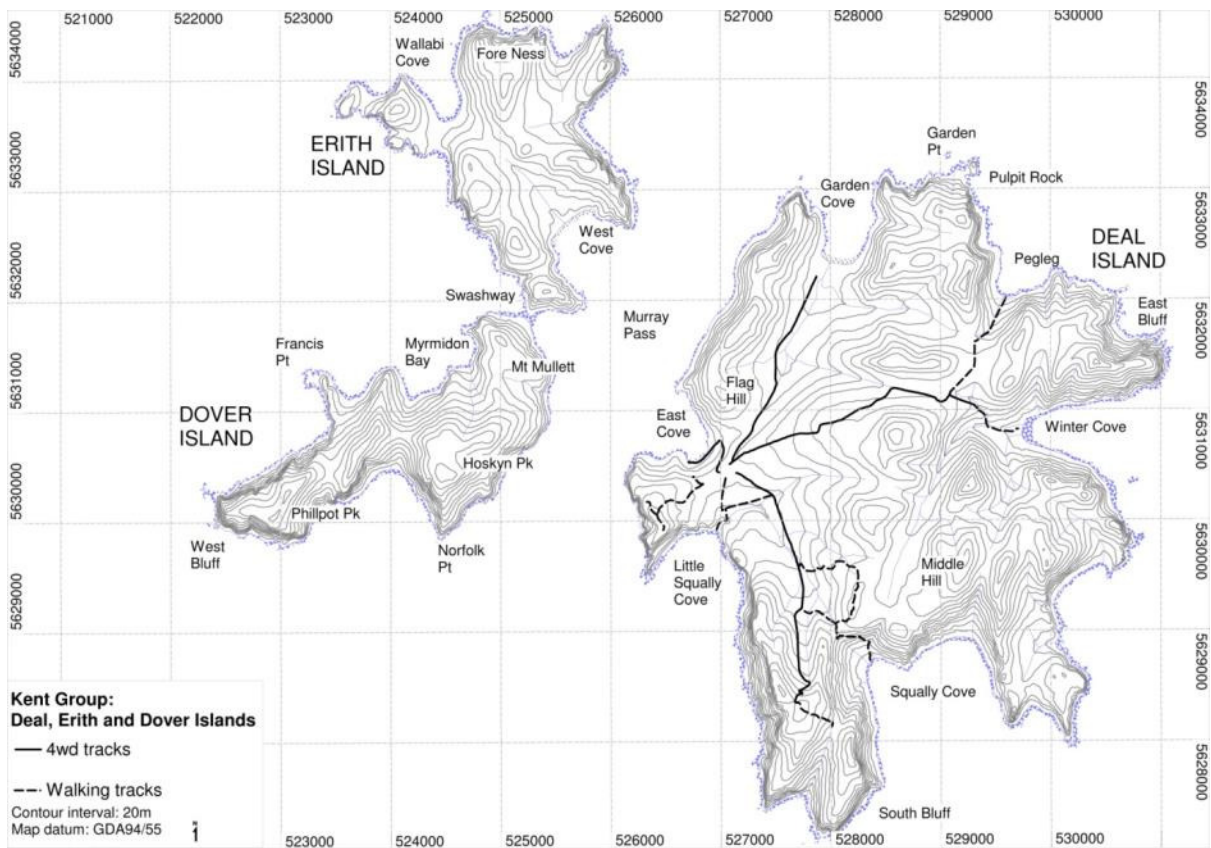 521000
522000
523000
524000
525000
526000
527000
528000
529000
530000
5634000
5633000
5632000
5631000
5630000
5629000
Wallabi
Cove
Fore Ness
ERITH
ISLAND
West
Cove
Swashway
Garden
Pt
Pulpit Rock
Garden
Cove
DEAL
ISLAND
Pegleg
East
Bluff
Murray
Pass
Francis
Pt
Myrmidon
Bay
Mt Mullett
Flag
Hill
DOVER
ISLAND
East
Cove
Winter Cove
Hoskyn Pk
Phillpot Pk
West
Bluff
Norfolk
Pt
Little
Squally
Cove
Middle
Hill
Squally Cove
South Bluff
5634000
5633000
5632000
5631000
5630000
5629000
5628000
Kent Group:
Deal, Erith and Dover Islands
4wd tracks
Walking tracks
Contour interval: 20m
Map datum: GDA94/55
N
523000
524000
525000
526000
527000
528000
529000
530000